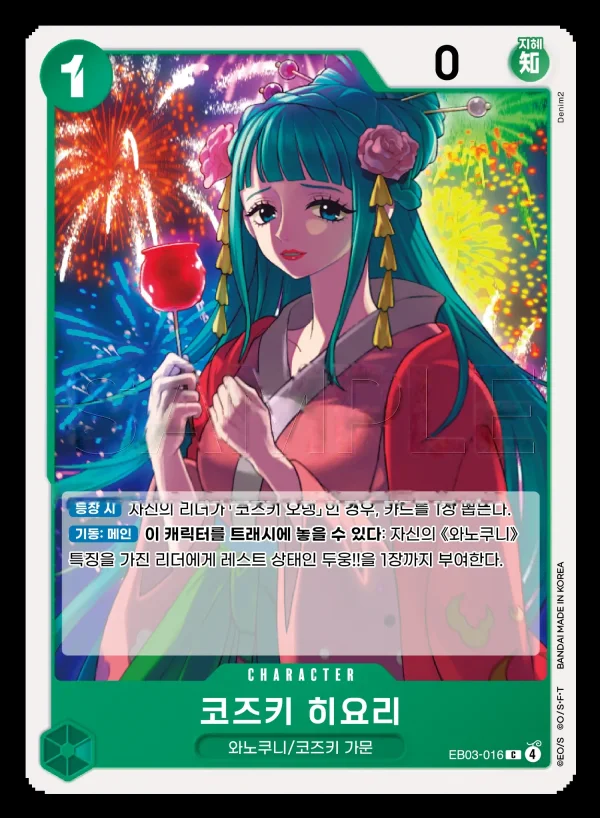 1
0
지혜
知
Denim2
SAMPLE
등장 시 자신의 리더가 「코즈키 오뎅」인 경우, 카드를 1장 뽑는다.
기동: 메인 이 캐릭터를 트래시에 놓을 수 있다: 자신의 《와노쿠니》
특징을 가진 리더에게 레스트 상태인 두웅!!을 1장까지 부여한다.
CHARACTER
코즈키 히요리
와노쿠니/코즈키 가문
EB03-016 C 4
©E.O/S ©O/S·F·T BANDAI MADE IN KOREA